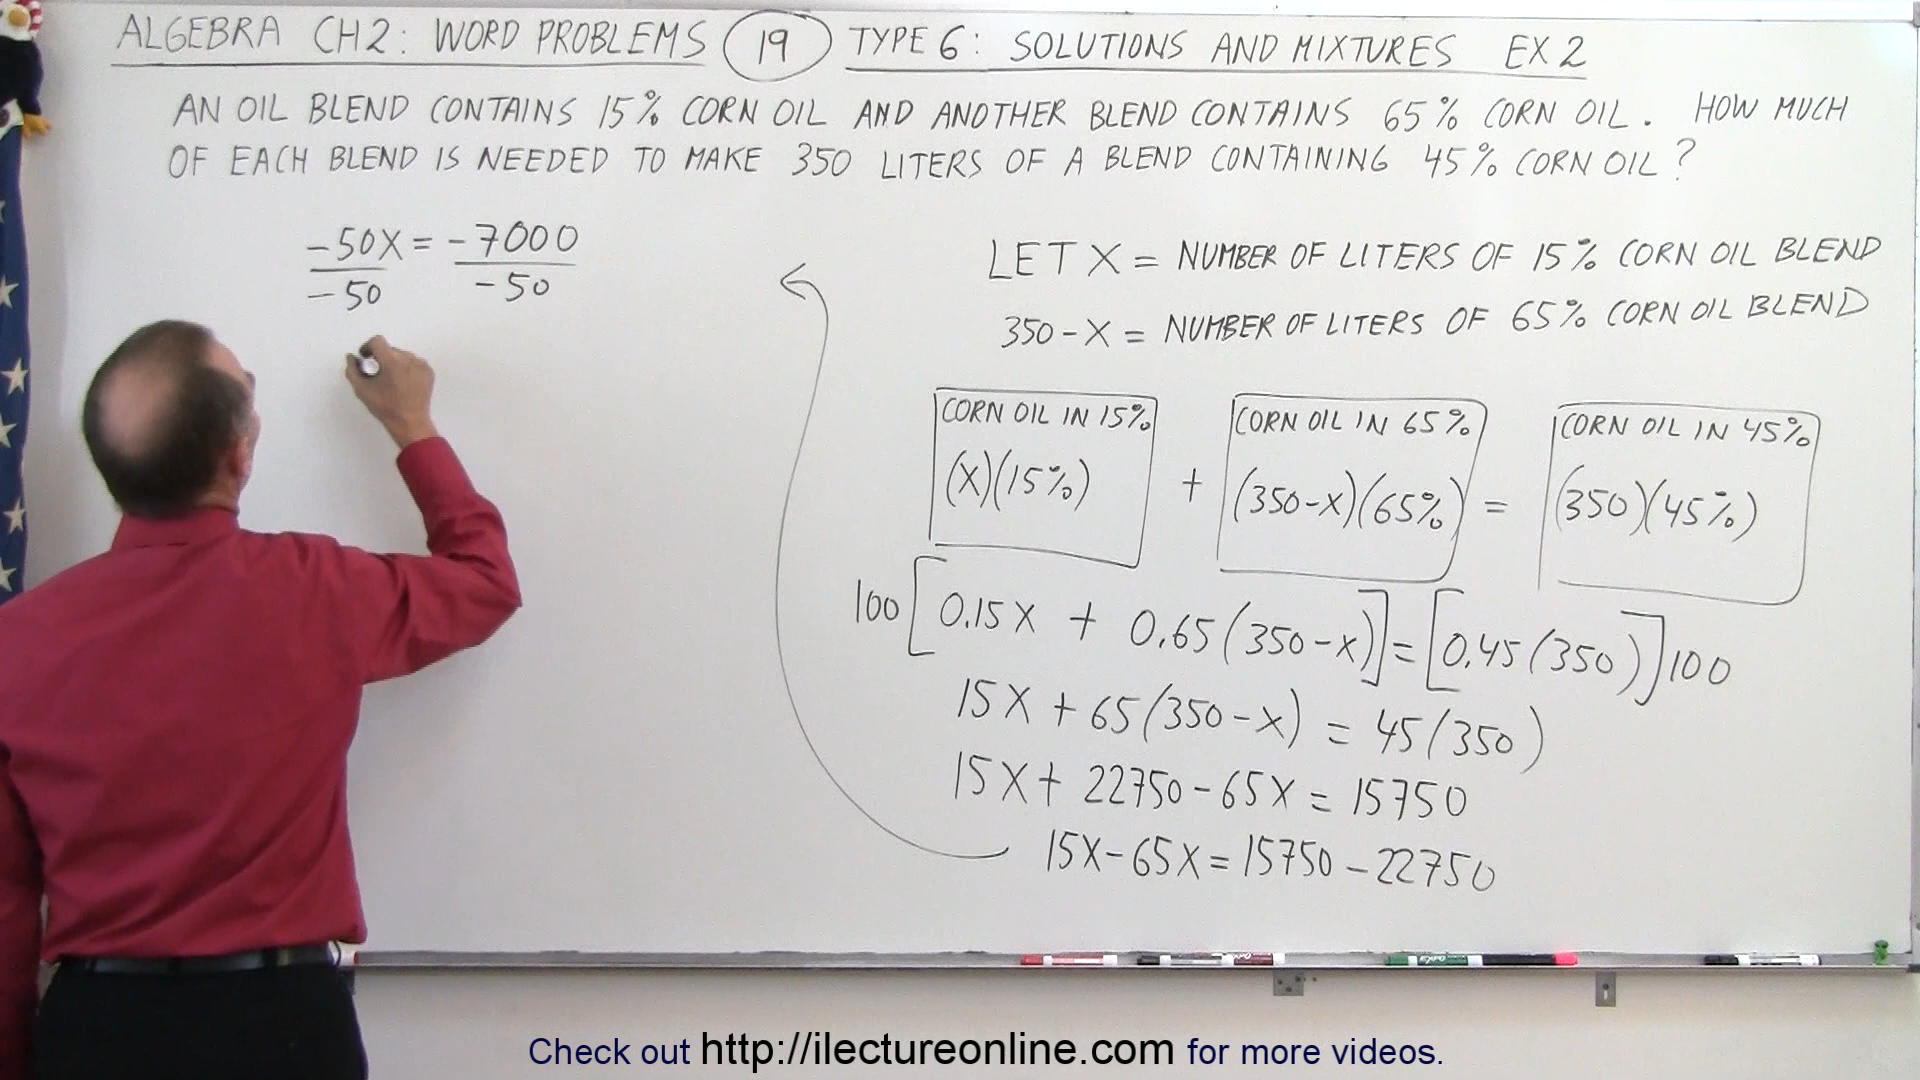 ALGEBRA CH2: WORD PROBLEMS 19 TYPE 6: SOLUTIONS AND MIXTURES EX 2
AN OIL BLEND CONTAINS 15% CORN OIL AND ANOTHER BLEND CONTAINS 65% CORN OIL. HOW MUCH
OF EACH BLEND IS NEEDED TO MAKE 350 LITERS OF A BLEND CONTAINING 45% CORN OIL?
-50X = -7000
-50 -50
LET X = NUMBER OF LITERS OF 15% CORN OIL BLEND
350-X = NUMBER OF LITERS OF 65% CORN OIL BLEND
CORN OIL IN 15% CORN OIL IN 65% CORN OIL IN 45%
(X)(15%) + (350-X)(65%) = (350)(45%)
100[0.15X + 0.65(350-X)] = [0.45(350)]100
15X + 65(350-X) = 45(350)
15X + 22750 - 65X = 15750
15X - 65X = 15750 - 22750
Check out http://ilectureonline.com for more videos.